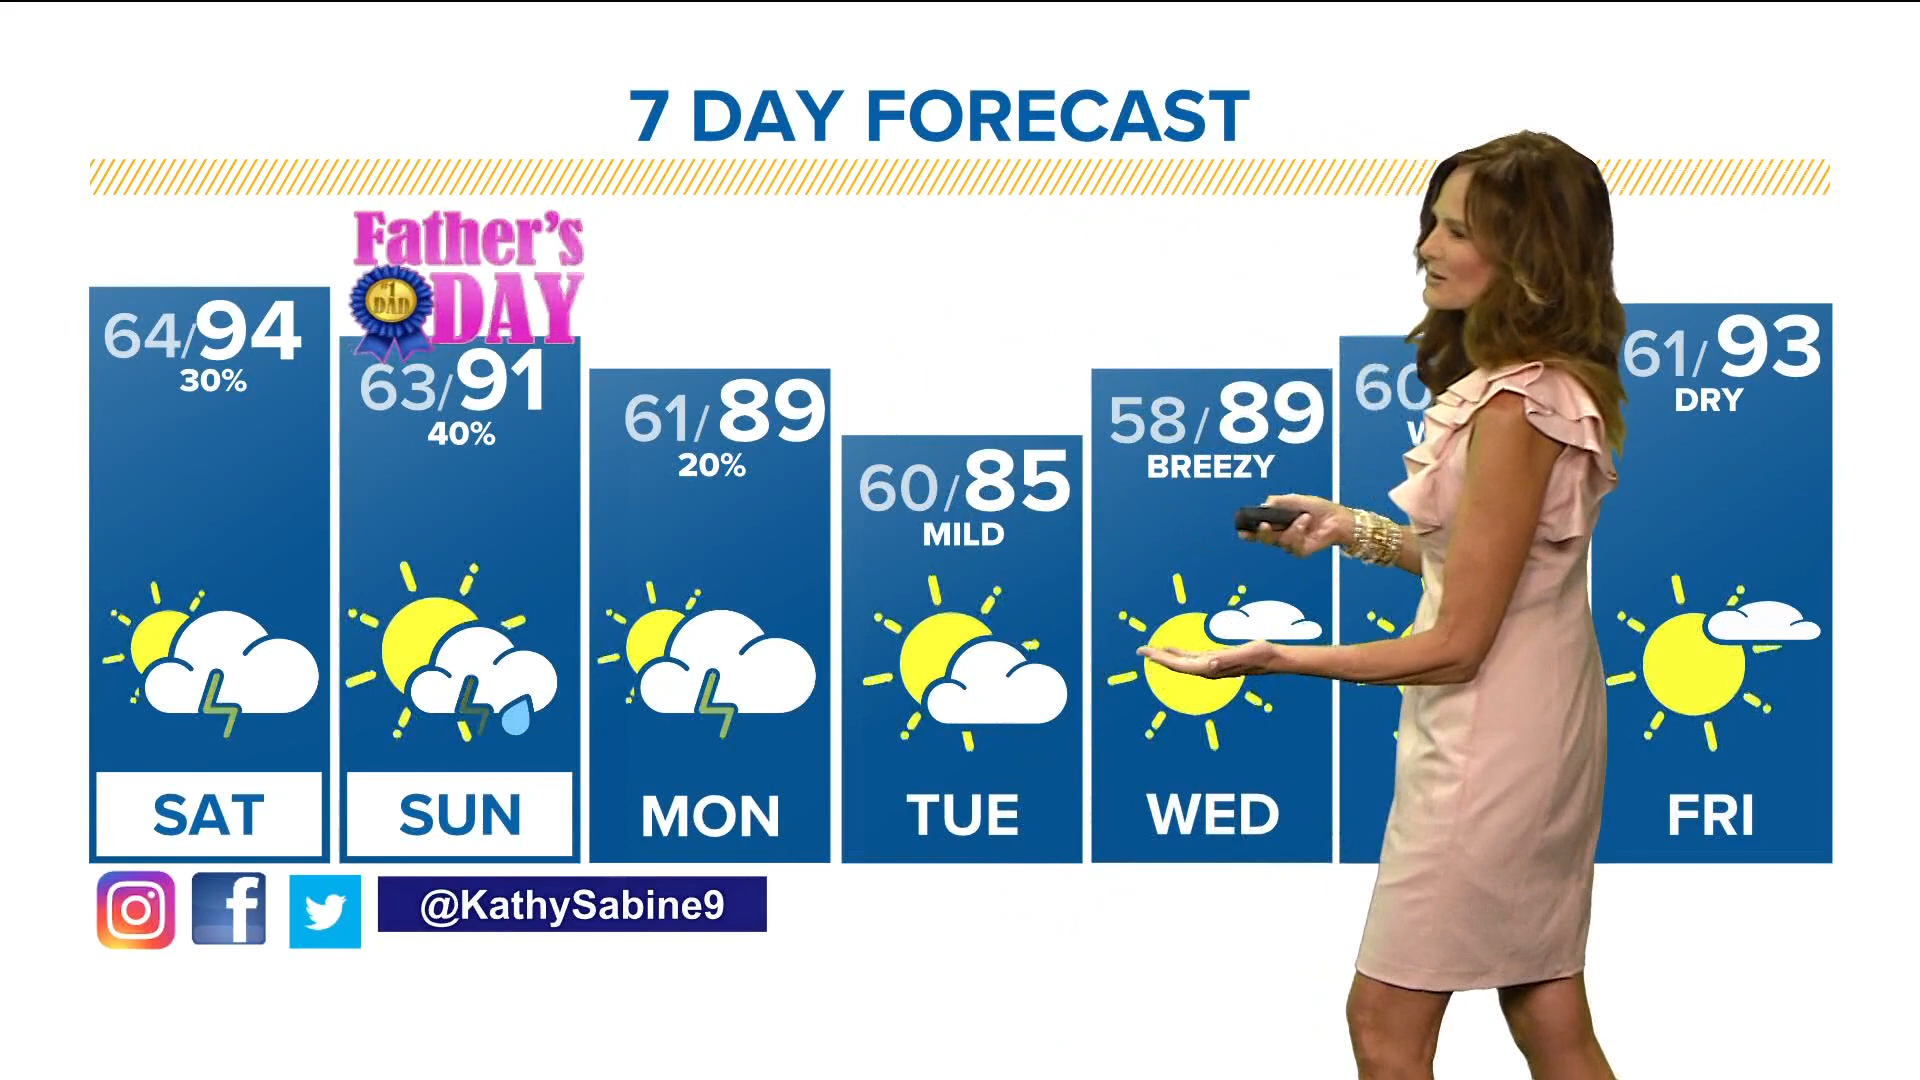 7 DAY FORECAST
Father's
#1
DAD
DAY
64/94
30%
SAT
63/91
40%
SUN
61/89
20%
MON
60/85
MILD
TUE
58/89
BREEZY
WED
60
61/93
DRY
FRI
@KathySabine9